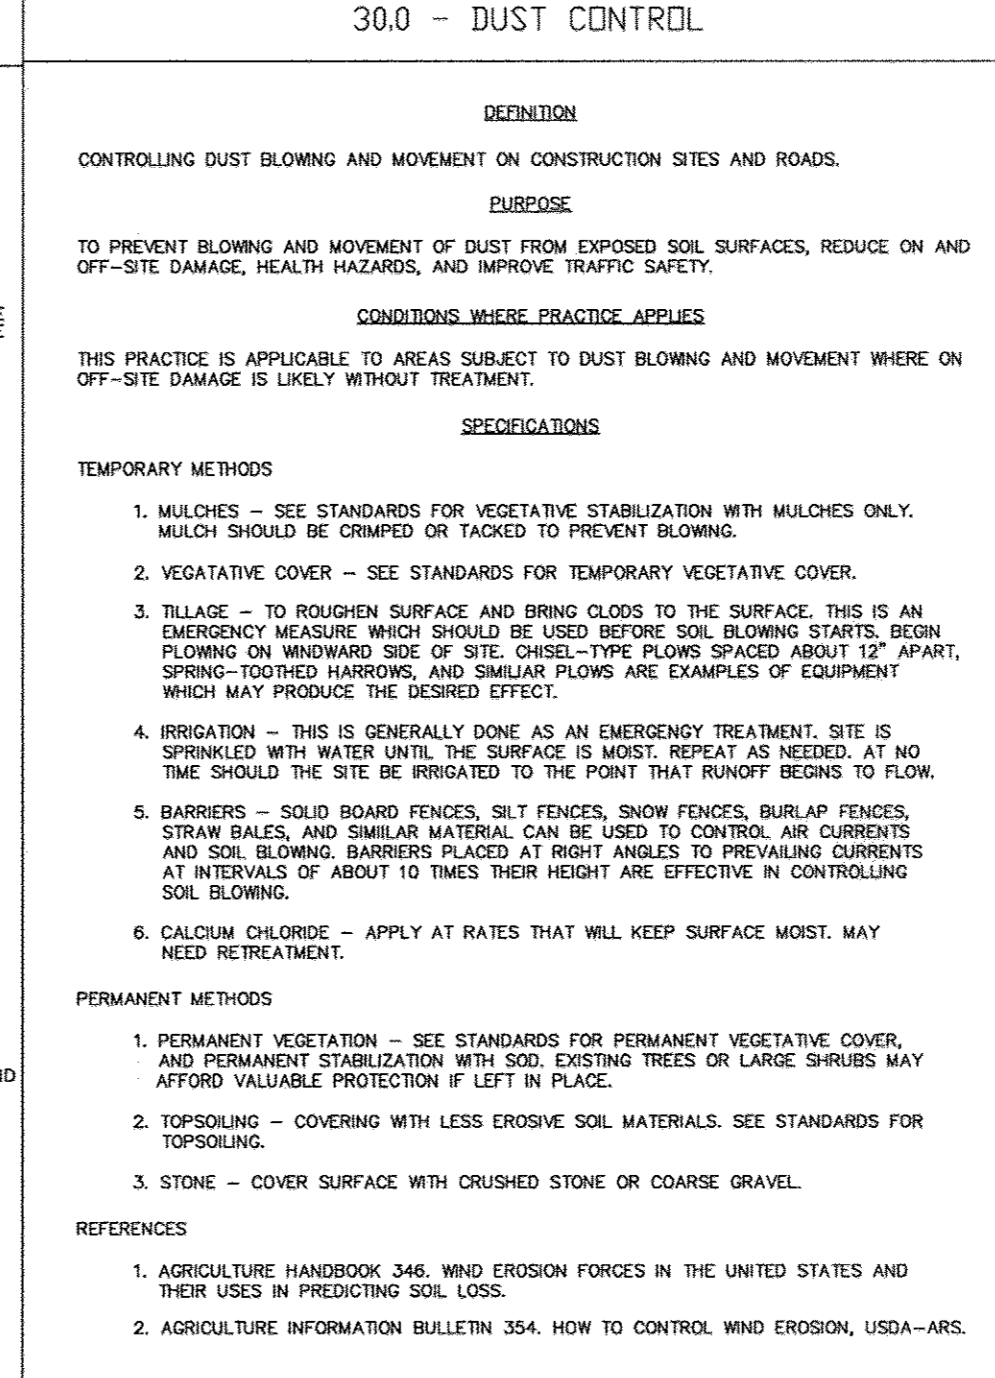 30.0 - DUST CONTROL
DEFINITION
CONTROLLING DUST BLOWING AND MOVEMENT ON CONSTRUCTION SITES AND ROADS.
PURPOSE
TO PREVENT BLOWING AND MOVEMENT OF DUST FROM EXPOSED SOIL SURFACES, REDUCE ON AND
OFF-SITE DAMAGE, HEALTH HAZARDS, AND IMPROVE TRAFFIC SAFETY.
CONDITIONS WHERE PRACTICE APPLIES
THIS PRACTICE IS APPLICABLE TO AREAS SUBJECT TO DUST BLOWING AND MOVEMENT WHERE ON
OFF-SITE DAMAGE IS LIKELY WITHOUT TREATMENT.
SPECIFICATIONS
TEMPORARY METHODS
1. MULCHES - SEE STANDARDS FOR VEGETATIVE STABILIZATION WITH MULCHES ONLY.
MULCH SHOULD BE CRIMPED OR TACKED TO PREVENT BLOWING.
2. VEGATATIVE COVER - SEE STANDARDS FOR TEMPORARY VEGETATIVE COVER.
3. TILLAGE - TO ROUGHEN SURFACE AND BRING CLODS TO THE SURFACE. THIS IS AN
EMERGENCY MEASURE WHICH SHOULD BE USED BEFORE SOIL BLOWING STARTS. BEGIN
PLOWING ON WINDWARD SIDE OF SITE. CHISEL-TYPE PLOWS SPACED ABOUT 12" APART,
SPRING-TOOTHED HARROWS, AND SIMILIAR PLOWS ARE EXAMPLES OF EQUIPMENT
WHICH MAY PRODUCE THE DESIRED EFFECT.
4. IRRIGATION - THIS IS GENERALLY DONE AS AN EMERGENGY TREATMENT. SITE IS
SPRINKLED WITH WATER UNTIL THE SURFACE IS MOIST. REPEAT AS NEEDED. AT NO
TIME SHOULD THE SITE BE IRRIGATED TO THE POINT THAT RUNOFF BEGINS TO FLOW.
5. BARRIERS - SOLID BOARD FENCES, SILT FENCES, SNOW FENCES, BURLAP FENCES,
STRAW BALES, AND SIMIILAR MATERIAL CAN BE USED TO CONTROL AIR CURRENTS
AND SOIL BLOWING. BARRIERS PLACED AT RIGHT ANGLES TO PREVAILING CURRENTS
AT INTERVALS OF ABOUT 10 TIMES THEIR HEIGHT ARE EFFECTIVE IN CONTROLLING
SOIL BLOWING.
6. CALCIUM CHLORIDE - APPLY AT RATES THAT WILL KEEP SURFACE MOIST. MAY
NEED RETREATMENT.
PERMANENT METHODS
1. PERMANENT VEGETATION - SEE STANDARDS FOR PERMANENT VEGETATIVE COVER,
AND PERMANENT STABILIZATION WITH SOD. EXISTING TREES OR LARGE SHRUBS MAY
AFFORD VALUABLE PROTECTION IF LEFT IN PLACE.
2. TOPSOILING - COVERING WITH LESS EROSIVE SOIL MATERIALS. SEE STANDARDS FOR
TOPSOILING.
3. STONE - COVER SURFACE WITH CRUSHED STONE OR COARSE GRAVEL.
REFERENCES
1. AGRICULTURE HANDBOOK 346. WIND EROSION FORCES IN THE UNITED STATES AND
THEIR USES IN PREDICTING SOIL LOSS.
2. AGRICULTURE INFORMATION BULLETIN 354. HOW TO CONTROL WIND EROSION, USDA-ARS.